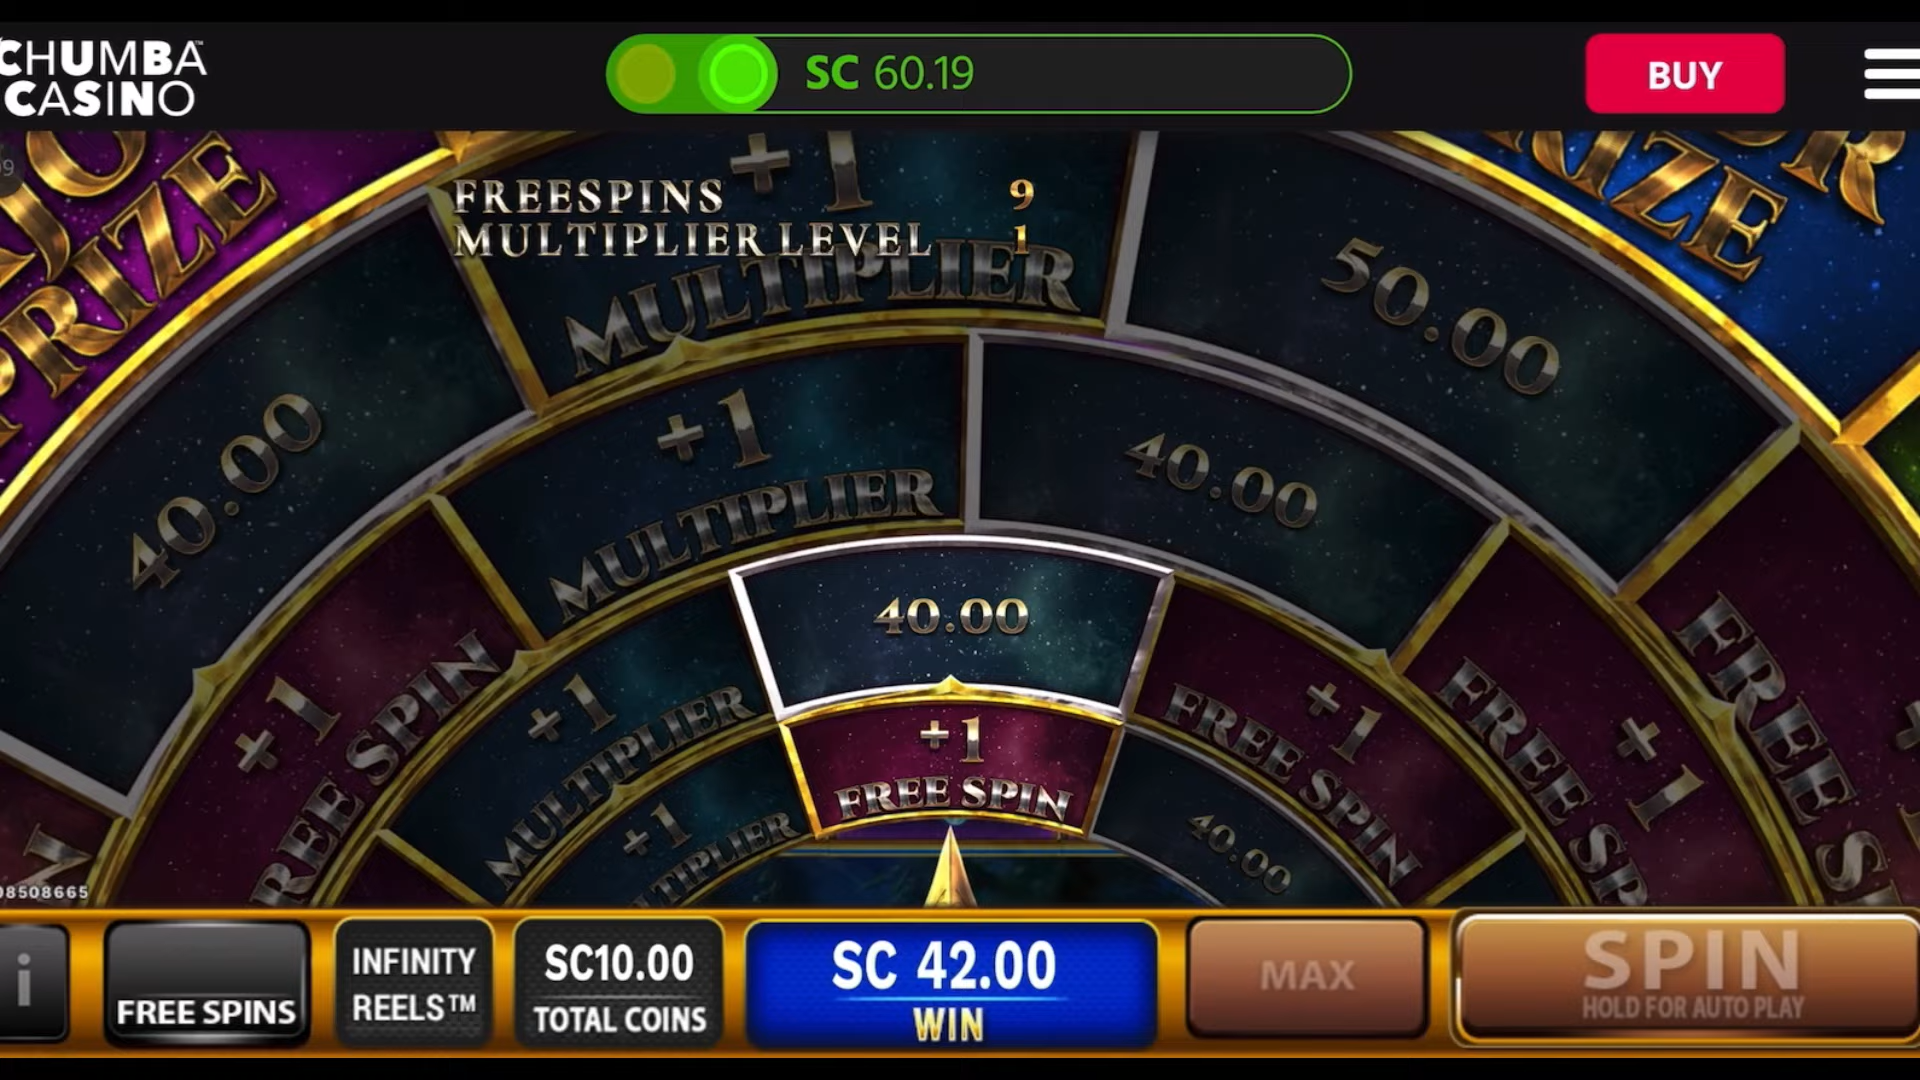 CHUMBA
CASINO
SC 60.19
BUY
PRIZE
+1
MULTIPLIER
FREESPINS 9
MULTIPLIER LEVEL 1
50.00
40.00
+1
MULTIPLIER
40.00
+1
FREE SPIN
+1
MULTIPLIER
40.00
+1
FREE SPIN
+1
FREE
+1
FREE SPIN
40.00
08508665
i
FREE SPINS
INFINITY
REELS™
SC10.00
TOTAL COINS
SC 42.00
WIN
MAX
SPIN
HOLD FOR AUTO PLAY